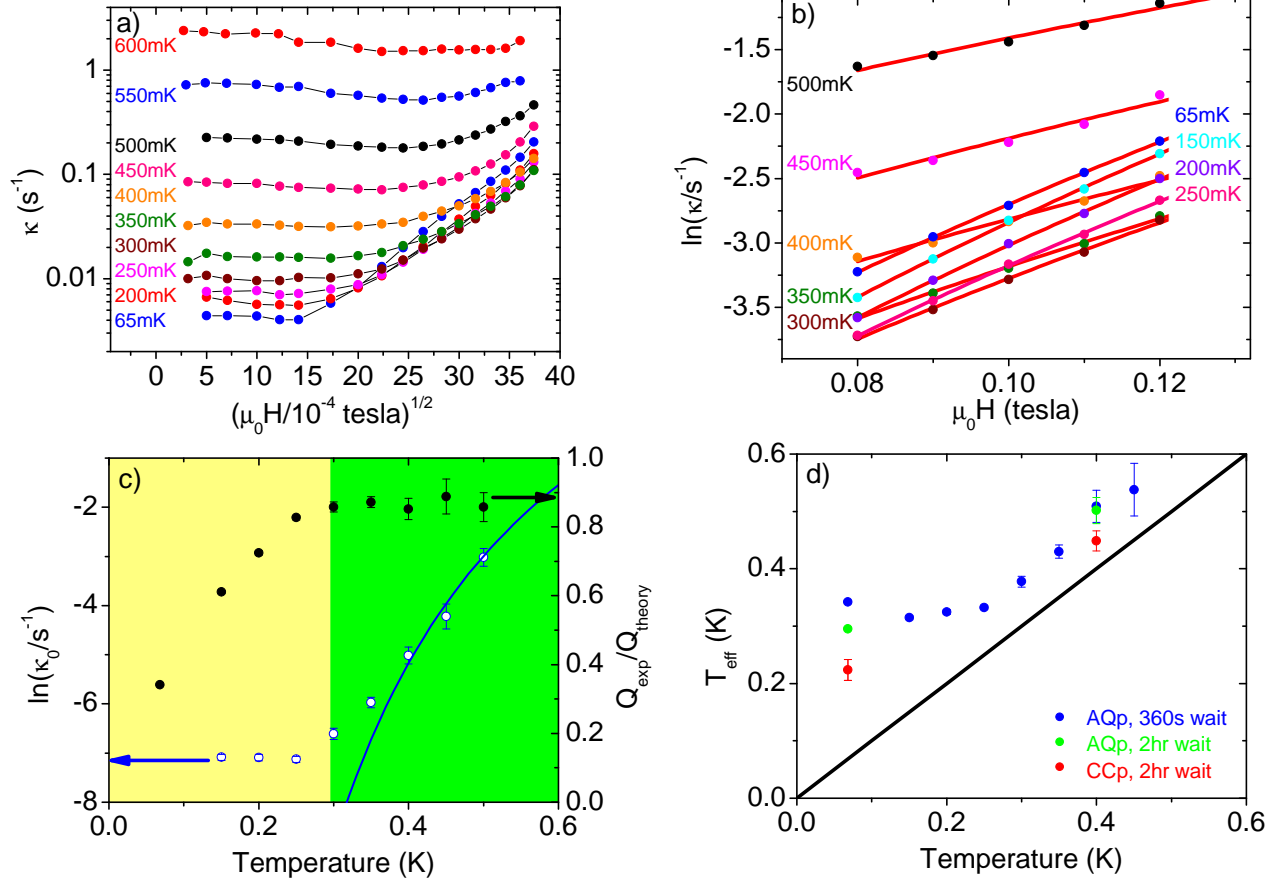 a)
600mK
550mK
500mK
450mK
400mK
350mK
300mK
250mK
200mK
65mK
1
0.1
0.01
κ (s⁻¹)
0 5 10 15 20 25 30 35 40
(μ₀H/10⁻⁴ tesla)^1/2
b)
-1.5
-2.0
-2.5
-3.0
-3.5
ln(κ/s⁻¹)
500mK
450mK
400mK
350mK
300mK
65mK
150mK
200mK
250mK
0.08 0.10 0.12
μ₀H (tesla)
c)
-2
-4
-6
-8
ln(κ₀/s⁻¹)
1.0
0.8
0.6
0.4
0.2
0.0
Q_exp/Q_theory
0.0 0.2 0.4 0.6
Temperature (K)
d)
0.6
0.4
0.2
0.0
T_eff (K)
AQp, 360s wait
AQp, 2hr wait
CCp, 2hr wait
0.0 0.2 0.4 0.6
Temperature (K)